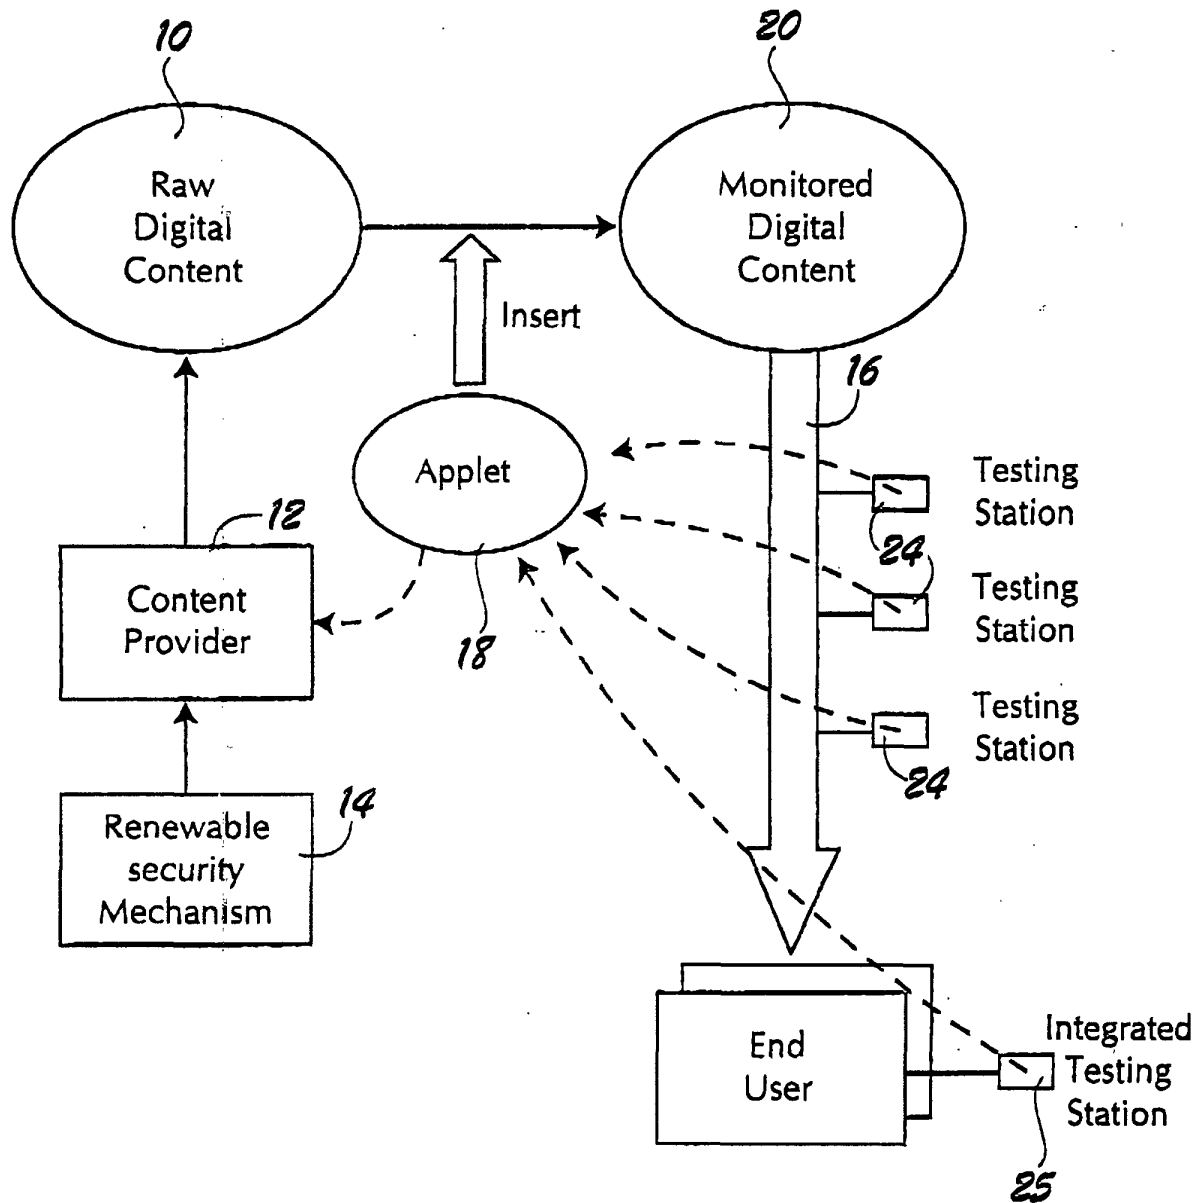 10
20
Raw
Digital
Content
Monitored
Digital
Content
Insert
16
Applet
Testing
Station
12
24
Content
Provider
Testing
Station
18
Testing
Station
24
14
Renewable
security
Mechanism
End
User
Integrated
Testing
Station
25